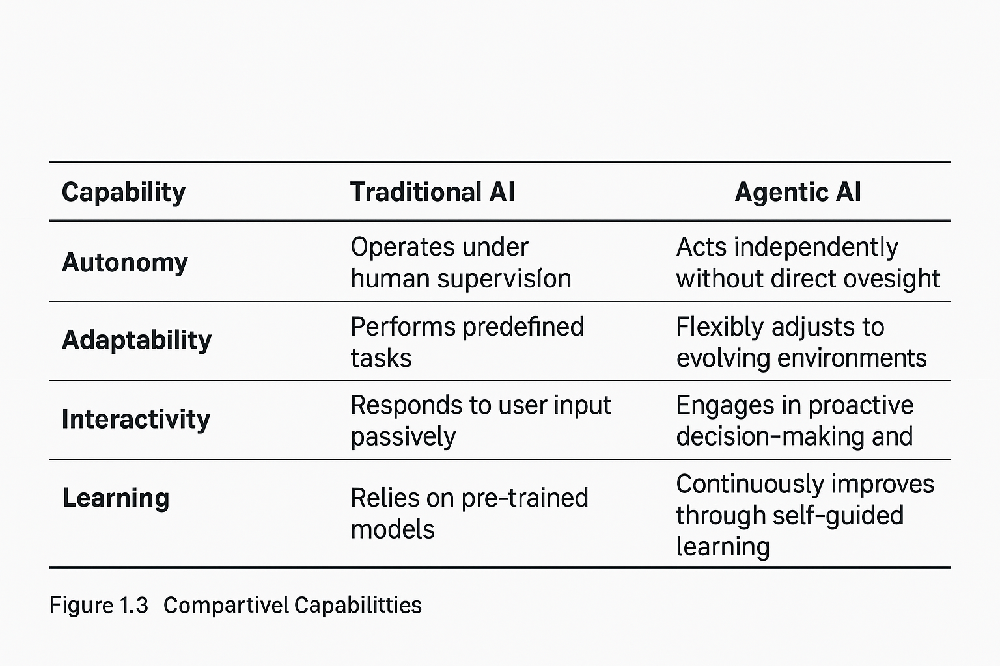 Capability Traditional AI Agentic AI
Autonomy
Operates under
human supervisíon
Acts independently
without direct ovesight
Adaptability
Performs predefined
tasks
Flexibly adjusts to
evolving environments
Interactivity
Responds to user input
passively
Engages in proactive
decision-making and
Learning
Relies on pre-trained
models
Continuously improves
through self-guided
learning
Figure 1.3 Compartivel Capabilitties